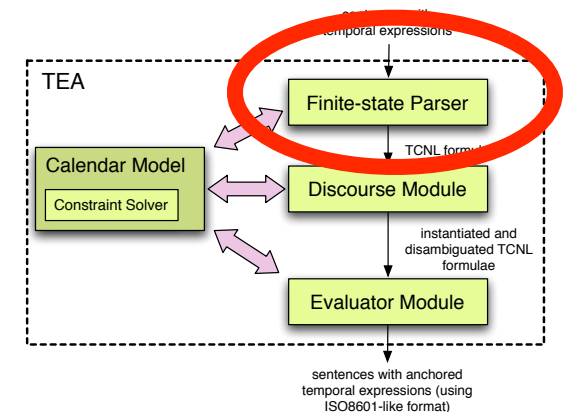 temporal expressions
TEA
Finite-state Parser
TCNL
Calendar Model
Constraint Solver
Discourse Module
instantiated and
disambiguated TCNL
formulae
Evaluator Module
sentences with anchored
temporal expressions (using
ISO8601-like format)